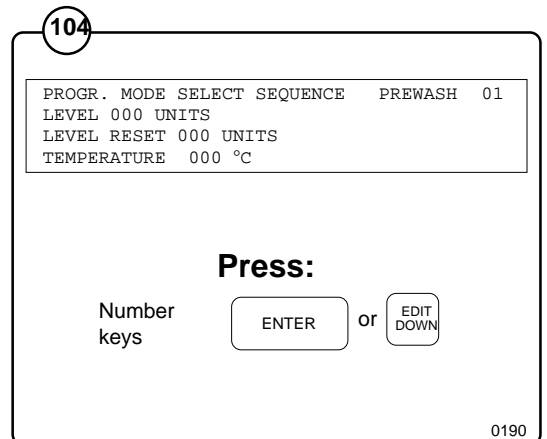 104
PROGR. MODE SELECT SEQUENCE PREWASH 01
LEVEL 000 UNITS
LEVEL RESET 000 UNITS
TEMPERATURE 000 °C
Press:
Number keys
ENTER or EDIT DOWN
0190